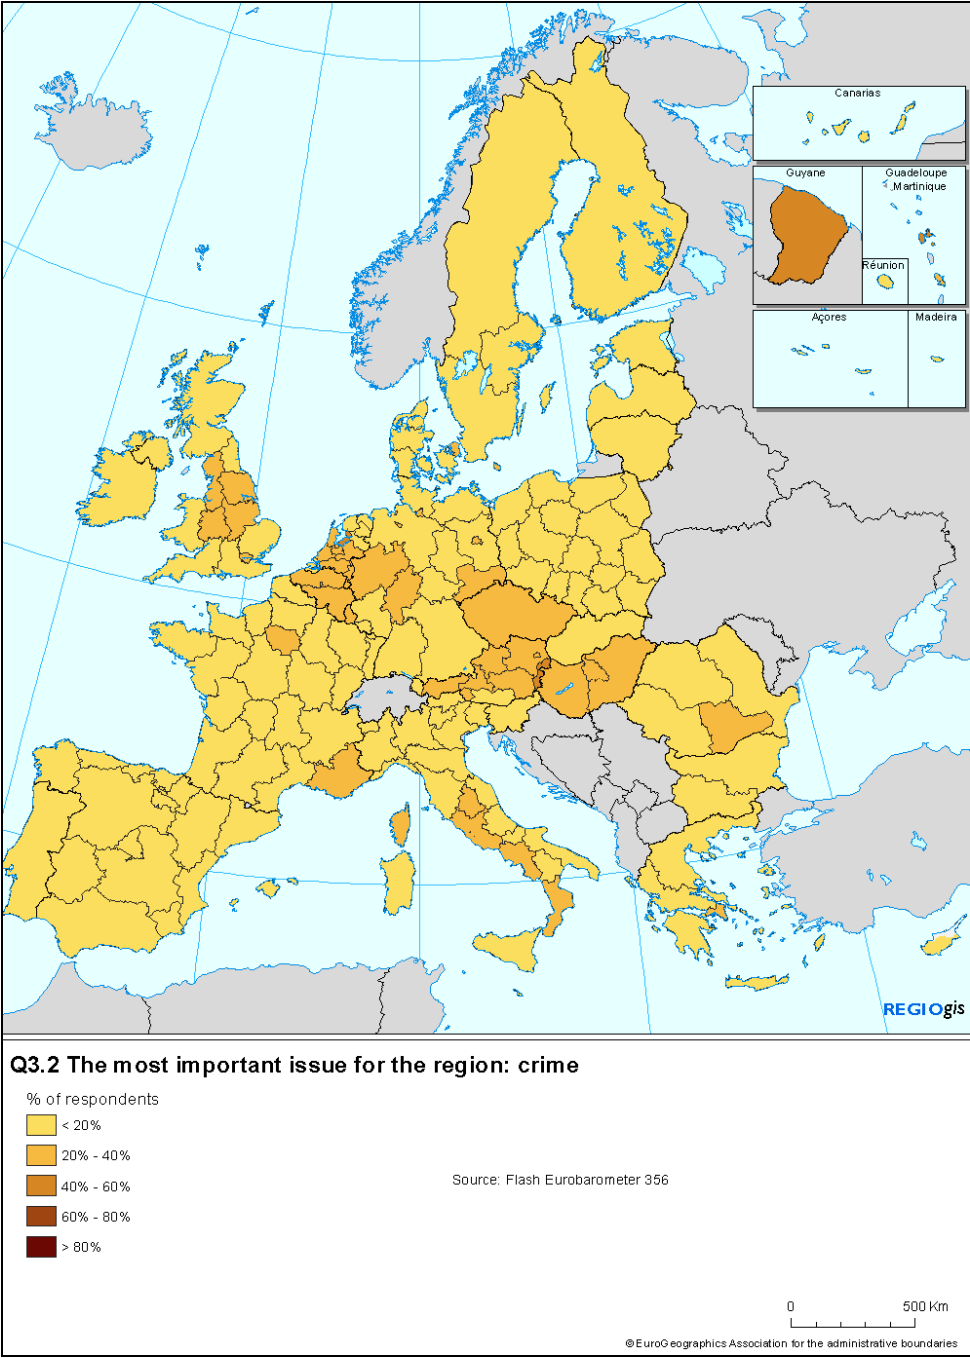 Canarias
Guyane
Guadeloupe
Martinique
Réunion
Açores
Madeira
REGIOgis
Q3.2 The most important issue for the region: crime
% of respondents
< 20%
20% - 40%
40% - 60%
60% - 80%
> 80%
Source: Flash Eurobarometer 356
0 500 Km
© EuroGeographics Association for the administrative boundaries